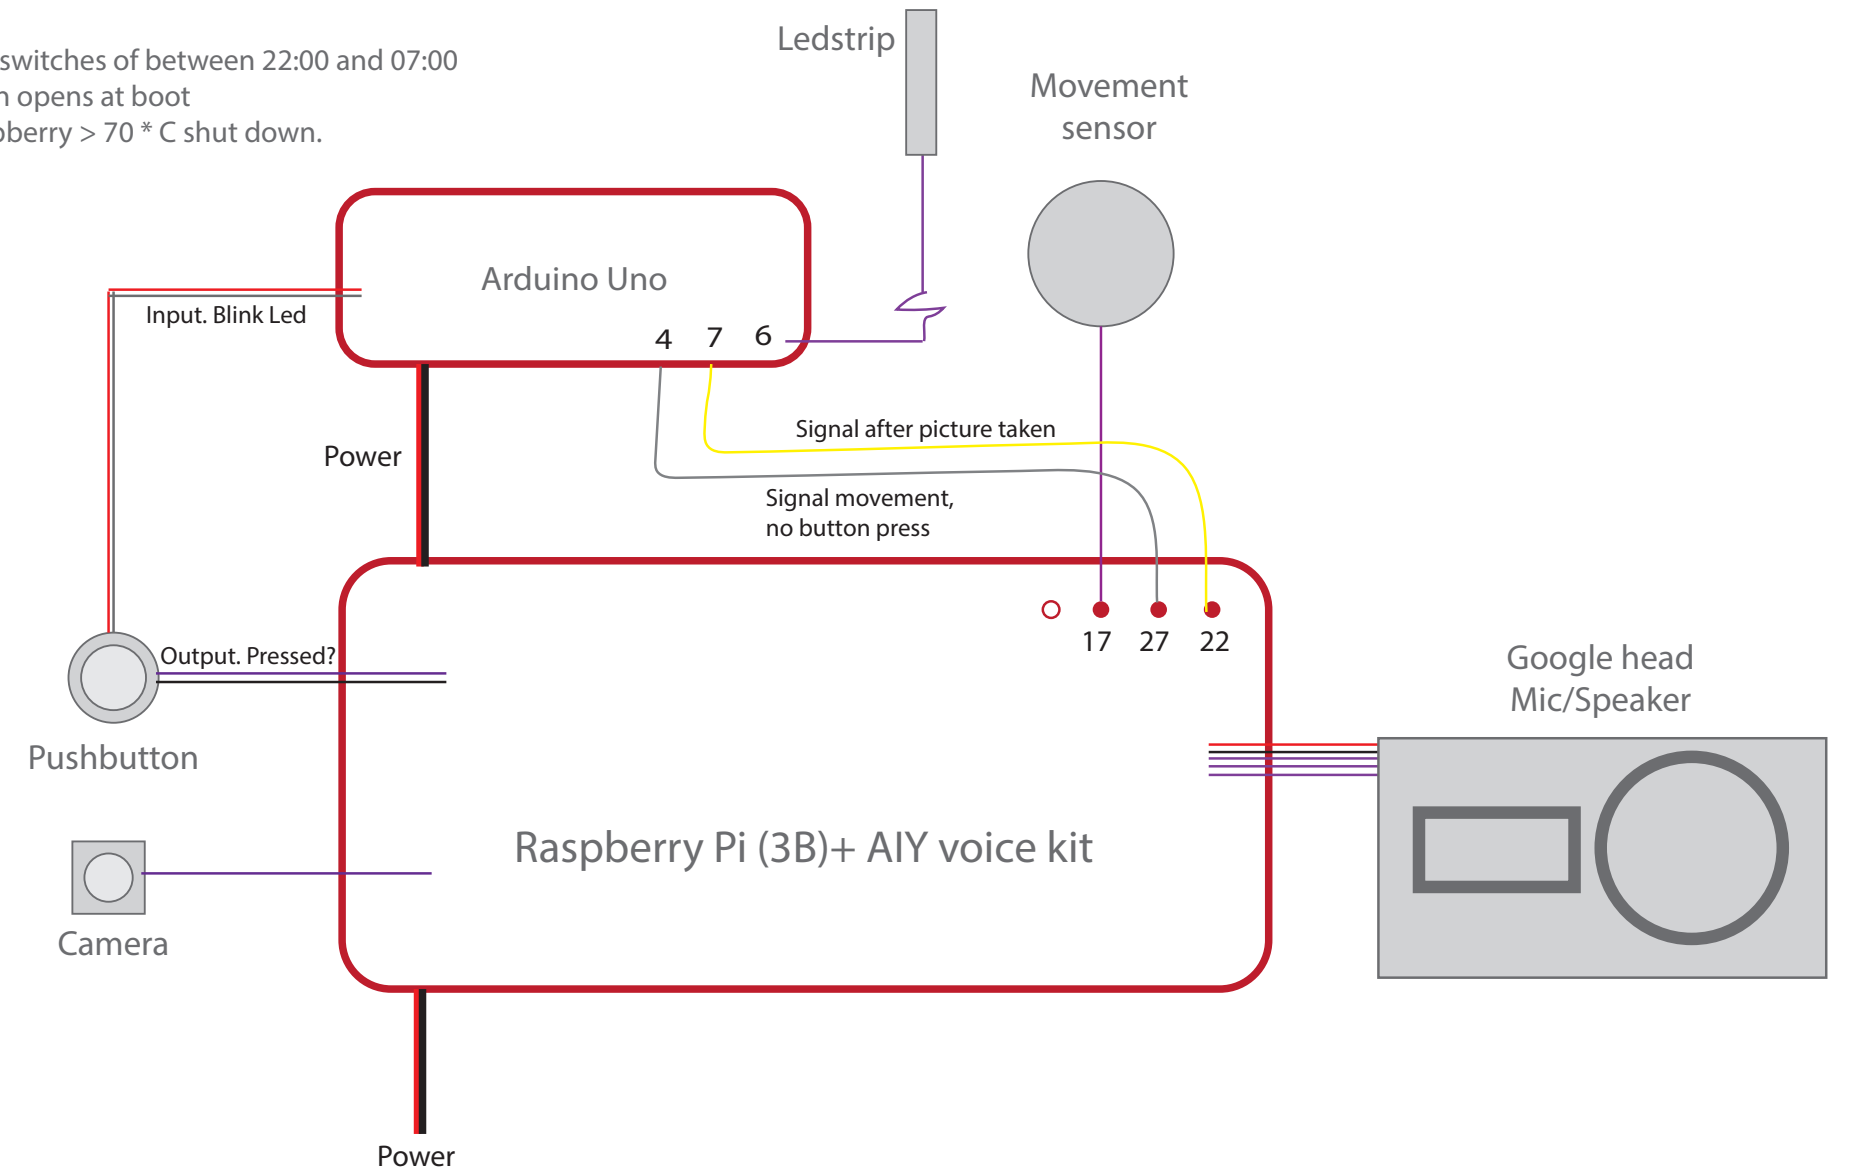 switches of between 22:00 and 07:00
opens at boot
> 70 * C shut down.
Ledstrip
Movement
sensor
Arduino Uno
Input. Blink Led
4 7 6
Power
Signal after picture taken
Signal movement,
no button press
17 27 22
Output. Pressed?
Pushbutton
Google head
Mic/Speaker
Raspberry Pi (3B)+ AIY voice kit
Camera
Power